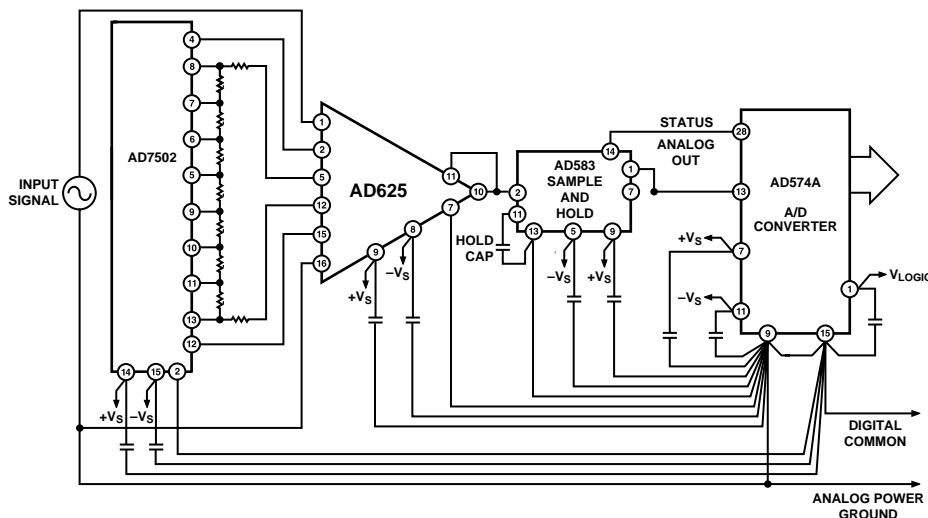 INPUT
SIGNAL
AD7502
4
8
7
6
5
9
10
11
13
12
14
15
2
+VS
–VS
AD625
1
2
5
12
15
16
11
10
7
8
9
+VS
–VS
AD583
SAMPLE
AND
HOLD
14
1
7
2
11
13
5
9
HOLD
CAP
–VS
+VS
STATUS
ANALOG
OUT
AD574A
A/D
CONVERTER
28
13
7
11
1
9
15
+VS
–VS
VLOGIC
DIGITAL
COMMON
ANALOG POWER
GROUND